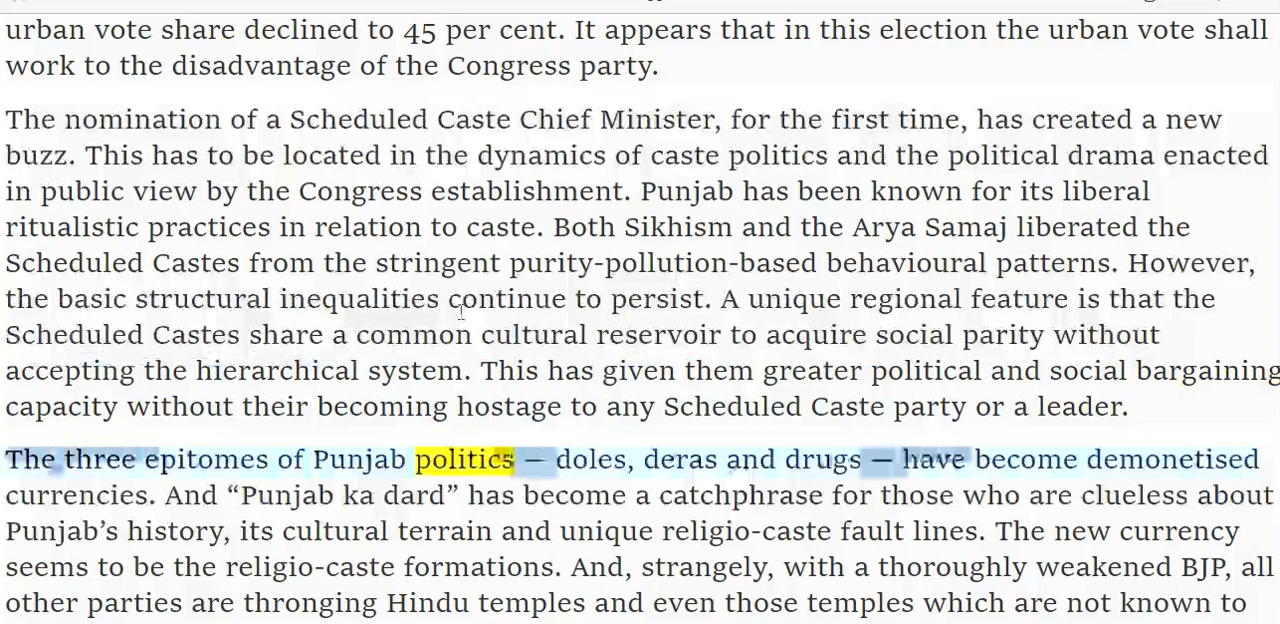 urban vote share declined to 45 per cent. It appears that in this election the urban vote shall
work to the disadvantage of the Congress party.
The nomination of a Scheduled Caste Chief Minister, for the first time, has created a new
buzz. This has to be located in the dynamics of caste politics and the political drama enacted
in public view by the Congress establishment. Punjab has been known for its liberal
ritualistic practices in relation to caste. Both Sikhism and the Arya Samaj liberated the
Scheduled Castes from the stringent purity-pollution-based behavioural patterns. However,
the basic structural inequalities continue to persist. A unique regional feature is that the
Scheduled Castes share a common cultural reservoir to acquire social parity without
accepting the hierarchical system. This has given them greater political and social bargaining
capacity without their becoming hostage to any Scheduled Caste party or a leader.
The three epitomes of Punjab politics — doles, deras and drugs — have become demonetised
currencies. And “Punjab ka dard” has become a catchphrase for those who are clueless about
Punjab’s history, its cultural terrain and unique religio-caste fault lines. The new currency
seems to be the religio-caste formations. And, strangely, with a thoroughly weakened BJP, all
other parties are thronging Hindu temples and even those temples which are not known to